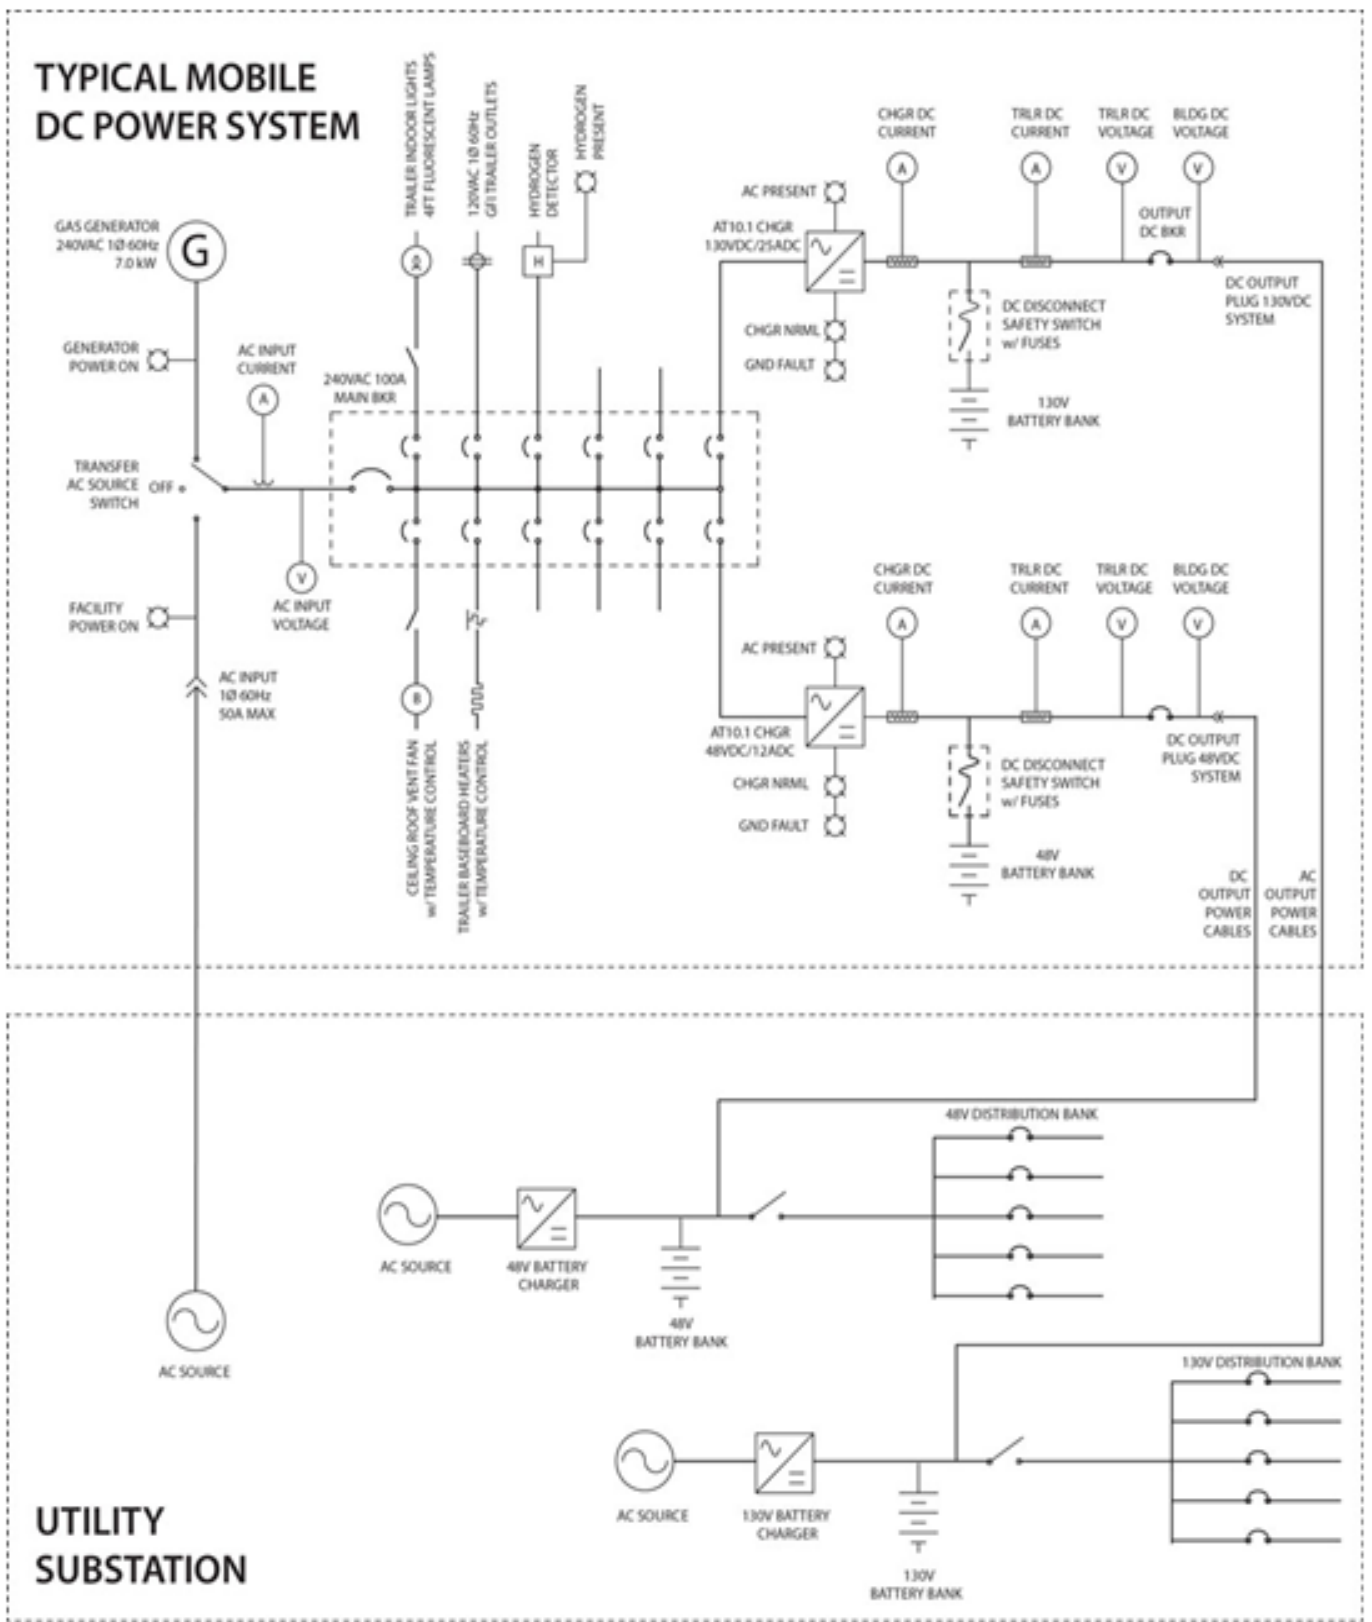 TYPICAL MOBILE
DC POWER SYSTEM
TRAILER INDOOR LIGHTS
4FT FLUORESCENT LAMPS
120VAC 1Ø 60Hz
GFI TRAILER OUTLETS
HYDROGEN
DETECTOR
HYDROGEN
PRESENT
H
GAS GENERATOR
240VAC 1Ø 60Hz
7.0 kW
G
GENERATOR
POWER ON
AC INPUT
CURRENT
A
240VAC 100A
MAIN BKR
TRANSFER
AC SOURCE
SWITCH
OFF
V
AC INPUT
VOLTAGE
FACILITY
POWER ON
AC INPUT
1Ø 60Hz
50A MAX
B
CEILING ROOF VENT FAN
w/ TEMPERATURE CONTROL
TRAILER BASEBOARD HEATERS
w/ TEMPERATURE CONTROL
CHGR DC
CURRENT
A
TRLR DC
CURRENT
A
TRLR DC
VOLTAGE
V
BLDG DC
VOLTAGE
V
AC PRESENT
AT10.1 CHGR
130VDC/25ADC
CHGR NRML
GND FAULT
OUTPUT
DC BKR
DC OUTPUT
PLUG 130VDC
SYSTEM
DC DISCONNECT
SAFETY SWITCH
w/ FUSES
130V
BATTERY BANK
CHGR DC
CURRENT
A
TRLR DC
CURRENT
A
TRLR DC
VOLTAGE
V
BLDG DC
VOLTAGE
V
AC PRESENT
AT10.1 CHGR
48VDC/12ADC
CHGR NRML
GND FAULT
DC OUTPUT
PLUG 48VDC
SYSTEM
DC DISCONNECT
SAFETY SWITCH
w/ FUSES
48V
BATTERY BANK
DC
OUTPUT
POWER
CABLES
AC
OUTPUT
POWER
CABLES
48V DISTRIBUTION BANK
AC SOURCE
48V BATTERY
CHARGER
48V
BATTERY BANK
AC SOURCE
130V DISTRIBUTION BANK
AC SOURCE
130V BATTERY
CHARGER
130V
BATTERY BANK
UTILITY
SUBSTATION